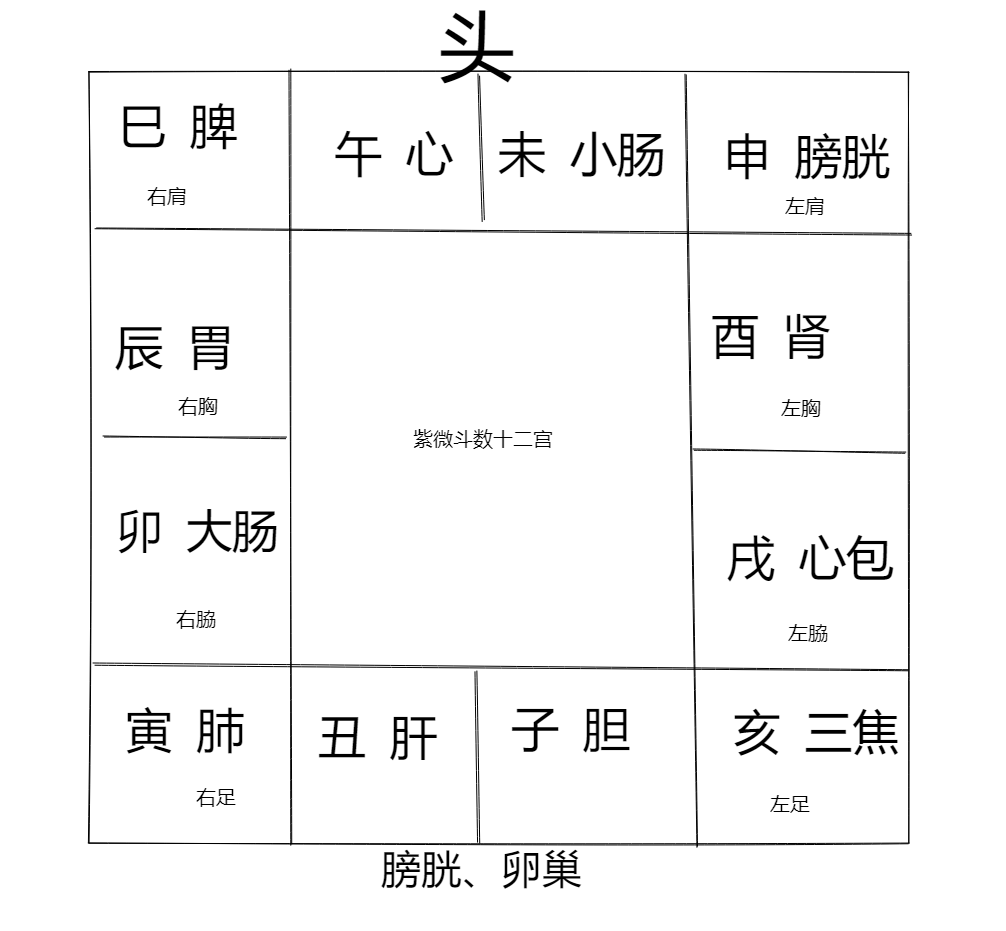 头
巳 脾
右肩
午 心
未 小肠
申 膀胱
左肩
辰 胃
右胸
紫微斗数十二宫
酉 肾
左胸
卯 大肠
右脇
戌 心包
左脇
寅 肺
右足
丑 肝
子 胆
亥 三焦
左足
膀胱、卵巢